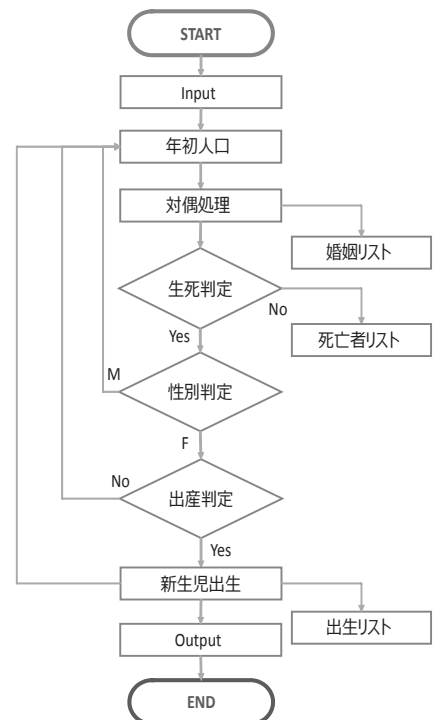 START
Input
年初人口
対偶処理
婚姻リスト
生死判定
No
死亡者リスト
Yes
M
性別判定
F
No
出産判定
Yes
新生児出生
出生リスト
Output
END